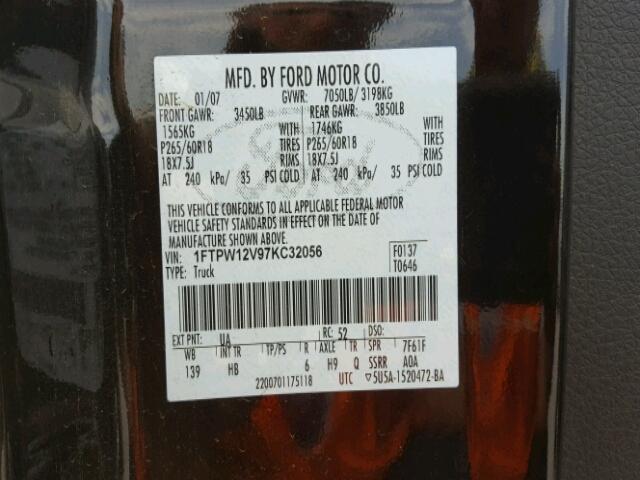 MFD. BY FORD MOTOR CO.
DATE: 01/07 GVWR: 7050LB/ 3198KG
FRONT GAWR: 3450LB REAR GAWR: 3850LB
1565KG WITH 1746KG WITH
P265/60R18 TIRES P265/60R18 TIRES
18X7.5J RIMS 18X7.5J RIMS
AT 240 kPa/ 35 PSI COLD AT 240 kPa/ 35 PSI COLD
Ford
THIS VEHICLE CONFORMS TO ALL APPLICABLE FEDERAL MOTOR
VEHICLE SAFETY STANDARDS IN EFFECT ON THE DATE OF
MANUFACTURE SHOWN ABOVE.
VIN: 1FTPW12V97KC32056 F0137
TYPE: Truck T0646
EXT PNT: UA RC: 52 DSO:
WB INT TR TP/PS R AXLE TR SPR 7F61F
139 HB 6 H9 Q SSRR A0A
2200701175118 UTC ▽5U5A-1520472-BA